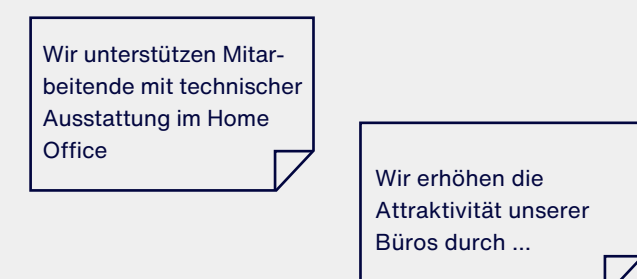 Wir unterstützen Mitar-
beitende mit technischer
Ausstattung im Home
Office
Wir erhöhen die
Attraktivität unserer
Büros durch ...